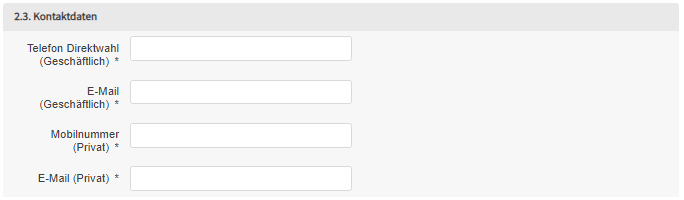 2.3. Kontaktdaten
Telefon Direktwahl
(Geschäftlich) *
E-Mail
(Geschäftlich) *
Mobilnummer
(Privat) *
E-Mail (Privat) *